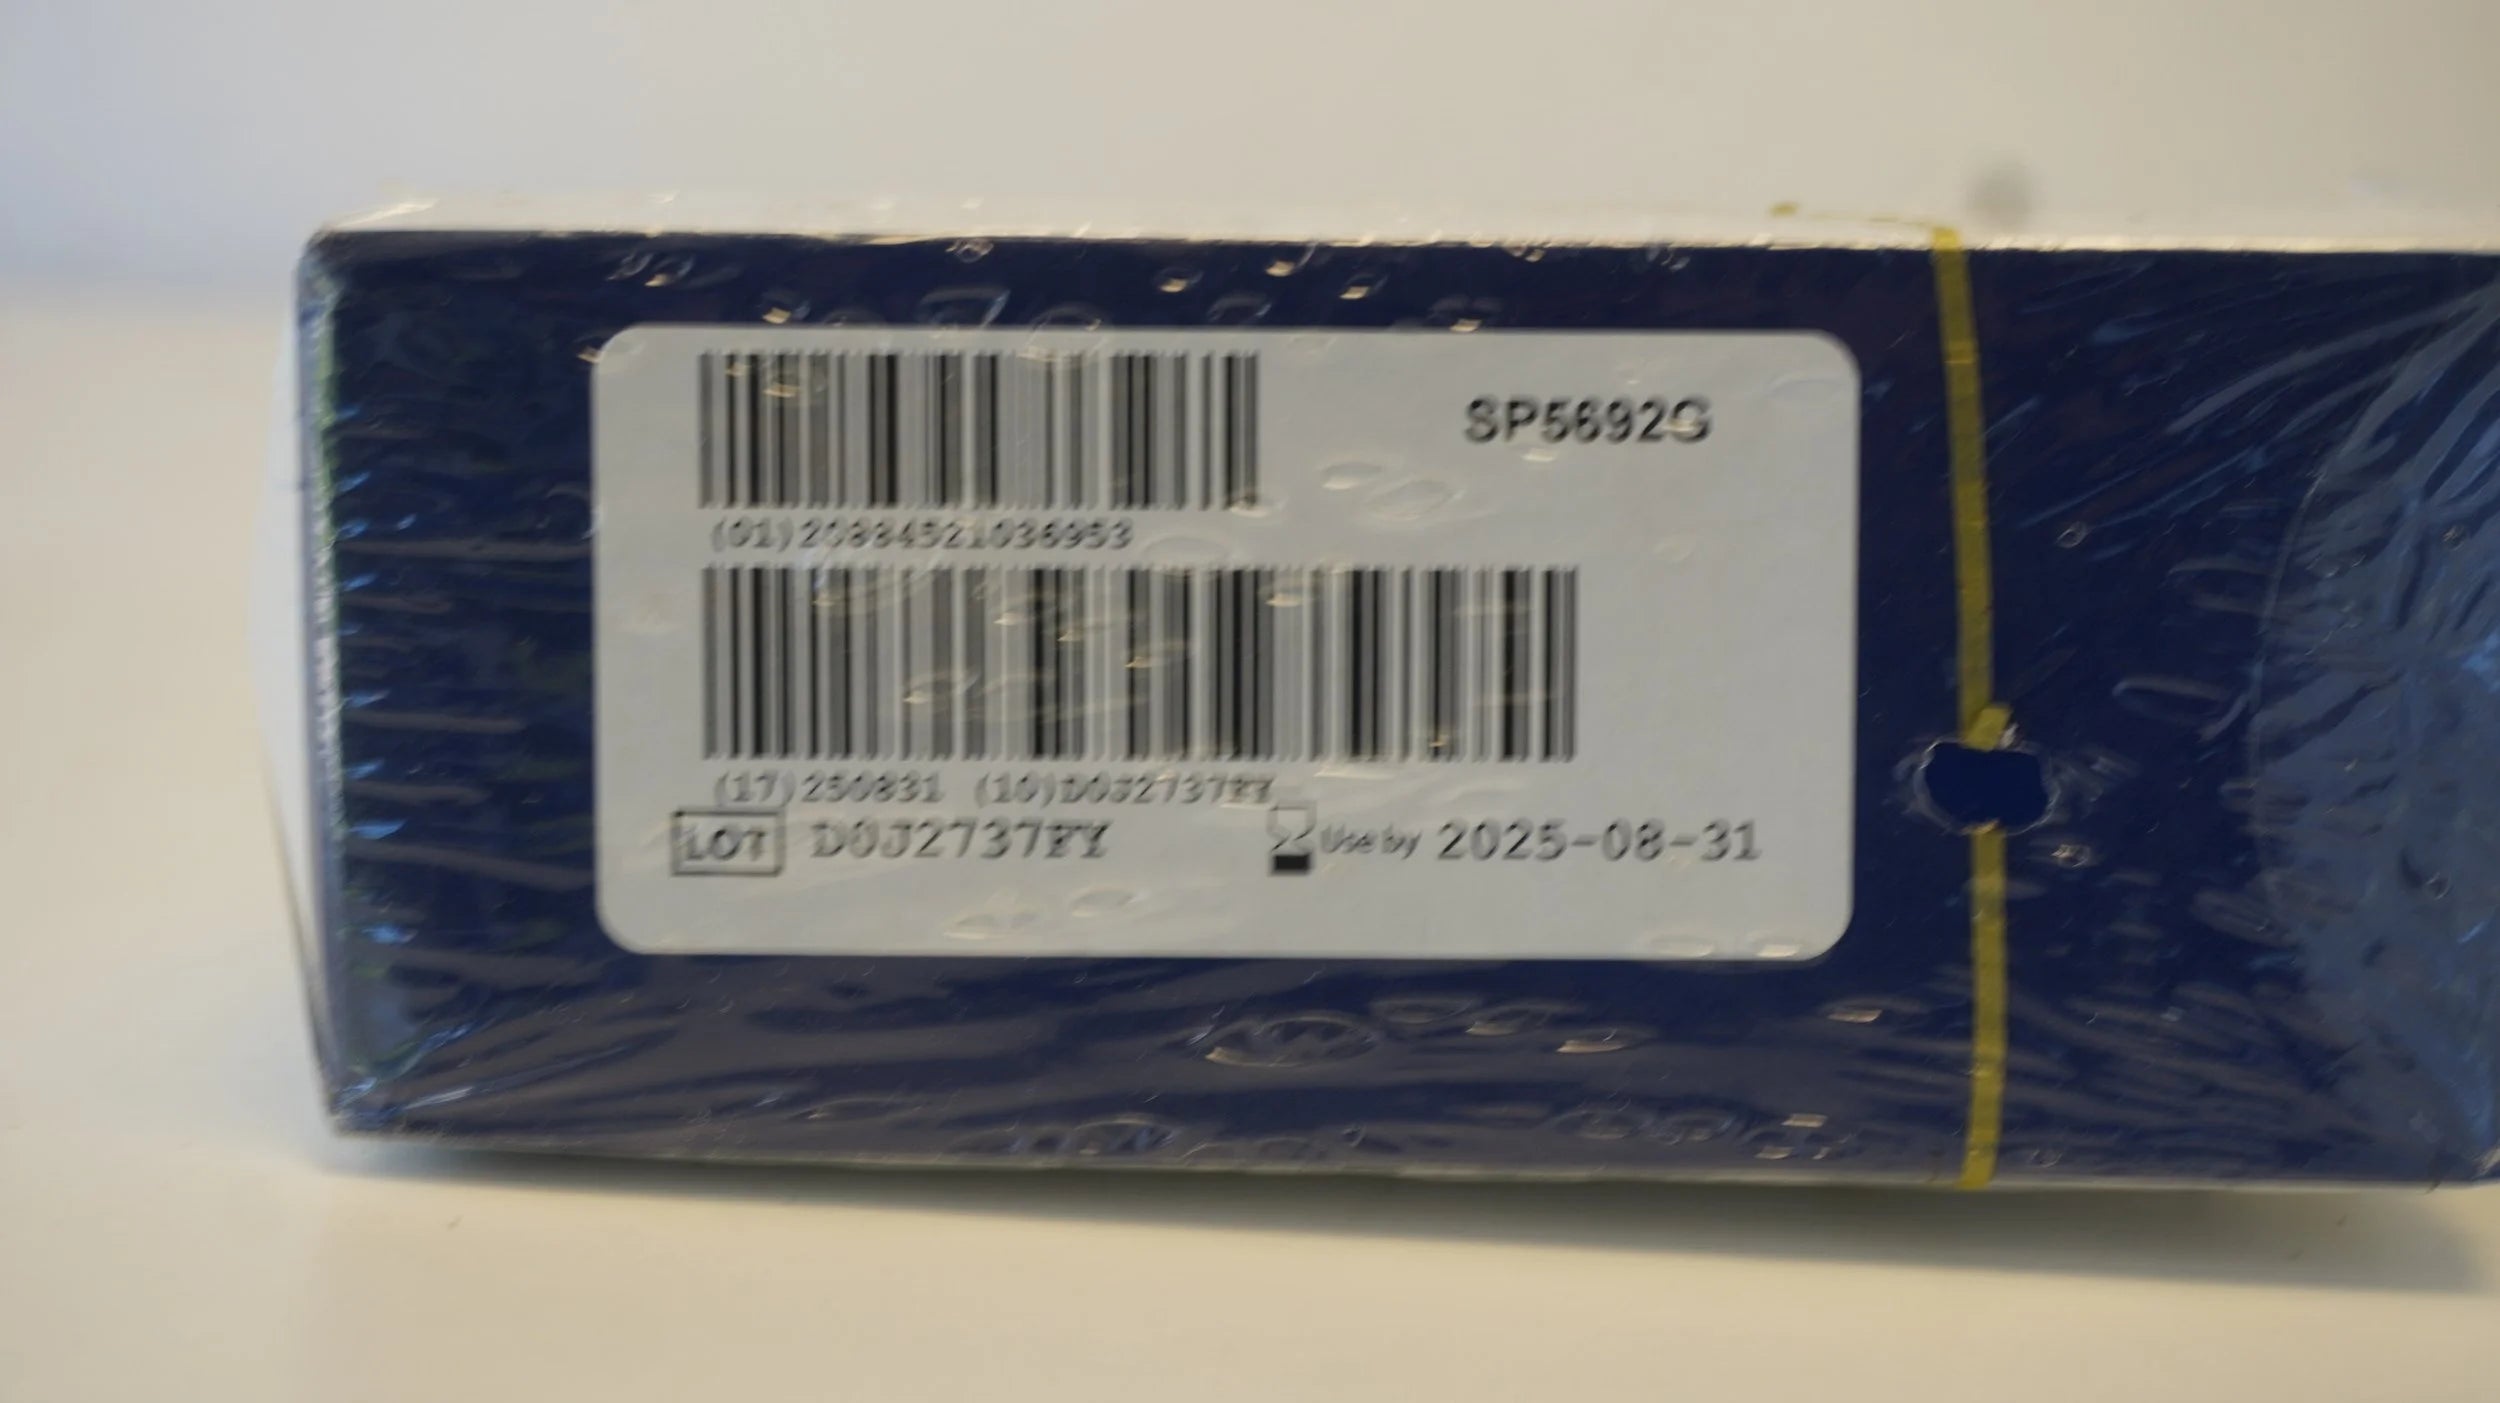 SP5692G
(01)20884521036953
(17)250831 (10)D0J2737FY
LOT D0J2737FY Use by 2025-08-31